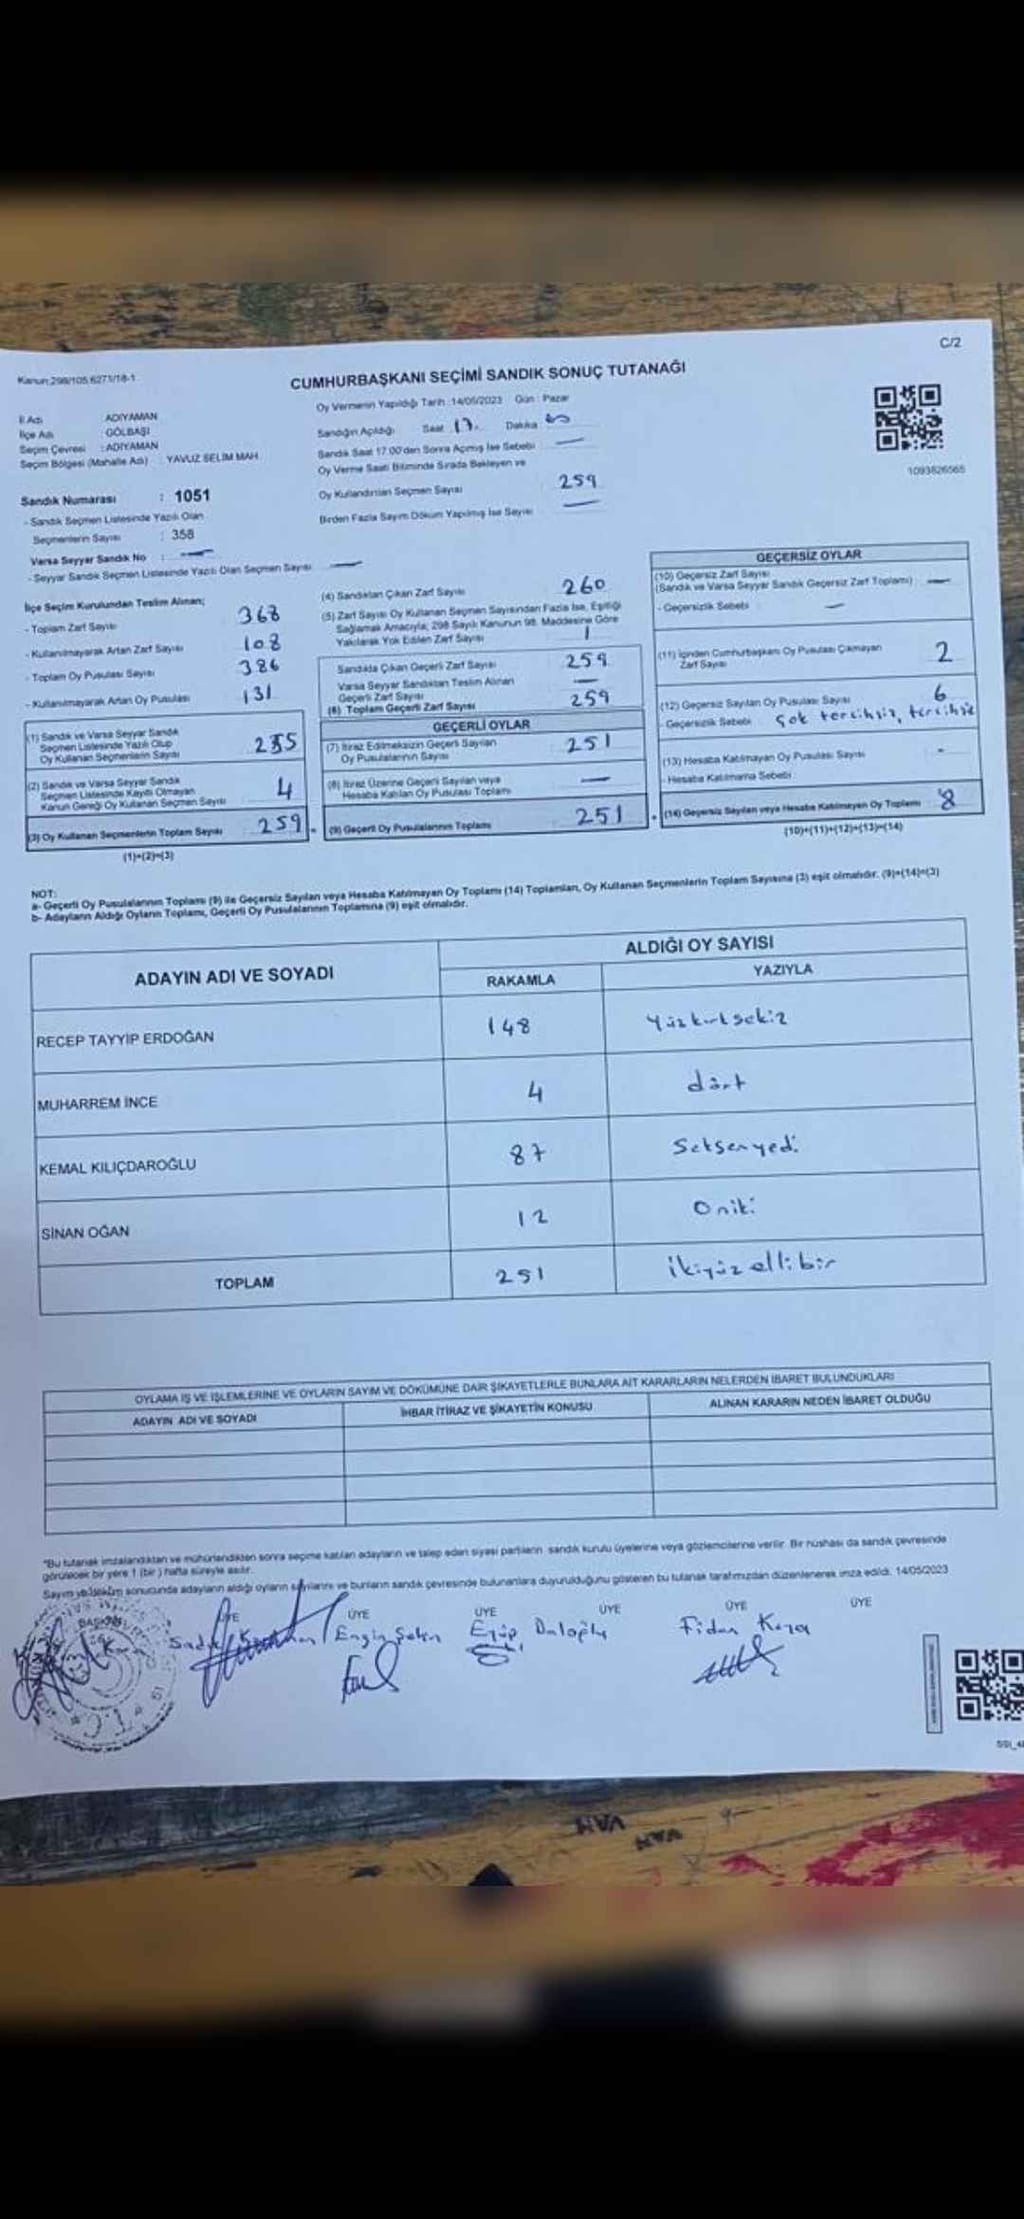 C/2
Kanun:298/105 6271/18-1
CUMHURBAŞKANI SEÇİMİ SANDIK SONUÇ TUTANAĞI
İl Adı ADIYAMAN
İlçe Adı GÖLBAŞI
Seçim Çevresi : ADIYAMAN
Seçim Bölgesi (Mahalle Adı) : YAVUZ SELİM MAH.
Sandık Numarası : 1051
- Sandık Seçmen Listesinde Yazılı Olan
Seçmenlerin Sayısı : 358
Varsa Seyyar Sandık No : —
- Seyyar Sandık Seçmen Listesinde Yazılı Olan Seçmen Sayısı —
Oy Vermenin Yapıldığı Tarih :14/05/2023 Gün : Pazar
Sandığın Açıldığı Saat 17. Dakika
Sandık Saat 17:00'den Sonra Açılmış İse Sebebi —
Oy Verme Saati Bitiminde Sırada Bekleyen ve
Oy Kullandırılan Seçmen Sayısı 259
Birden Fazla Sayım Döküm Yapılmış İse Sayısı —
1093826565
İlçe Seçim Kurulundan Teslim Alınan;
- Toplam Zarf Sayısı 368
- Kullanılmayarak Artan Zarf Sayısı 108
- Toplam Oy Pusulası Sayısı 386
- Kullanılmayarak Artan Oy Pusulası 131
(1) Sandık ve Varsa Seyyar Sandık
Seçmen Listesinde Yazılı Olup
Oy Kullanan Seçmenlerin Sayısı 255
(2) Sandık ve Varsa Seyyar Sandık
Seçmen Listesinde Kayıtlı Olmayan
Kanun Gereği Oy Kullanan Seçmen Sayısı 4
(3) Oy Kullanan Seçmenlerin Toplam Sayısı 259
(1)+(2)=(3)
(4) Sandıktan Çıkan Zarf Sayısı 260
(5) Zarf Sayısı Oy Kullanan Seçmen Sayısından Fazla İse, Eşitliği
Sağlamak Amacıyla; 298 Sayılı Kanunun 98. Maddesine Göre
Yakılarak Yok Edilen Zarf Sayısı 1
Sandıkta Çıkan Geçerli Zarf Sayısı 259
Varsa Seyyar Sandıktan Teslim Alınan
Geçerli Zarf Sayısı —
(6) Toplam Geçerli Zarf Sayısı 259
GEÇERLİ OYLAR
(7) İtiraz Edilmeksizin Geçerli Sayılan
Oy Pusulalarının Sayısı 251
(8) İtiraz Üzerine Geçerli Sayılan veya
Hesaba Katılan Oy Pusulası Toplamı —
(9) Geçerli Oy Pusulalarının Toplamı 251
GEÇERSİZ OYLAR
(10) Geçersiz Zarf Sayısı
(Sandık ve Varsa Seyyar Sandık Geçersiz Zarf Toplamı) —
- Geçersizlik Sebebi —
(11) İçinden Cumhurbaşkanı Oy Pusulası Çıkmayan
Zarf Sayısı 2
(12) Geçersiz Sayılan Oy Pusulası Sayısı 6
- Geçersizlik Sebebi Çok tercihsiz, tercihsiz
(13) Hesaba Katılmayan Oy Pusulası Sayısı -
- Hesaba Katılmama Sebebi
(14) Geçersiz Sayılan veya Hesaba Katılmayan Oy Toplamı 8
(10)+(11)+(12)+(13)=(14)
NOT:
a- Geçerli Oy Pusulalarının Toplamı (9) ile Geçersiz Sayılan veya Hesaba Katılmayan Oy Toplamı (14) Toplamları, Oy Kullanan Seçmenlerin Toplam Sayısına (3) eşit olmalıdır. (9)+(14)=(3)
b- Adayların Aldığı Oyların Toplamı, Geçerli Oy Pusulalarının Toplamına (9) eşit olmalıdır.
ADAYIN ADI VE SOYADI
ALDIĞI OY SAYISI
RAKAMLA YAZIYLA
RECEP TAYYİP ERDOĞAN 148 Yüzkırksekiz
MUHARREM İNCE 4 dört
KEMAL KILIÇDAROĞLU 87 Seksenyedi
SİNAN OĞAN 12 Oniki
TOPLAM 251 ikiyüzellibir
OYLAMA İŞ VE İŞLEMLERİNE VE OYLARIN SAYIM VE DÖKÜMÜNE DAİR ŞİKAYETLERLE BUNLARA AİT KARARLARIN NELERDEN İBARET BULUNDUKLARI
ADAYIN ADI VE SOYADI İHBAR İTİRAZ VE ŞİKAYETİN KONUSU ALINAN KARARIN NEDEN İBARET OLDUĞU
"Bu tutanak imzalandıktan ve mühürlendikten sonra seçime katılan adayların ve talep eden siyasi partilerin sandık kurulu üyelerine veya gözlemcilerine verilir. Bir nüshası da sandık çevresinde
görülecek bir yere 1 (bir ) hafta süreyle asılır.
Sayım ve döküm sonucunda adayların aldığı oyların sayılarını ve bunların sandık çevresinde bulunanlara duyurulduğunu gösteren bu tutanak tarafımızdan düzenlenerek imza edildi. 14/05/2023
BAŞKAN ÜYE ÜYE ÜYE ÜYE ÜYE ÜYE
Engin Şahin Eyüp Fidan Kara
T.C.
VAN
VAN